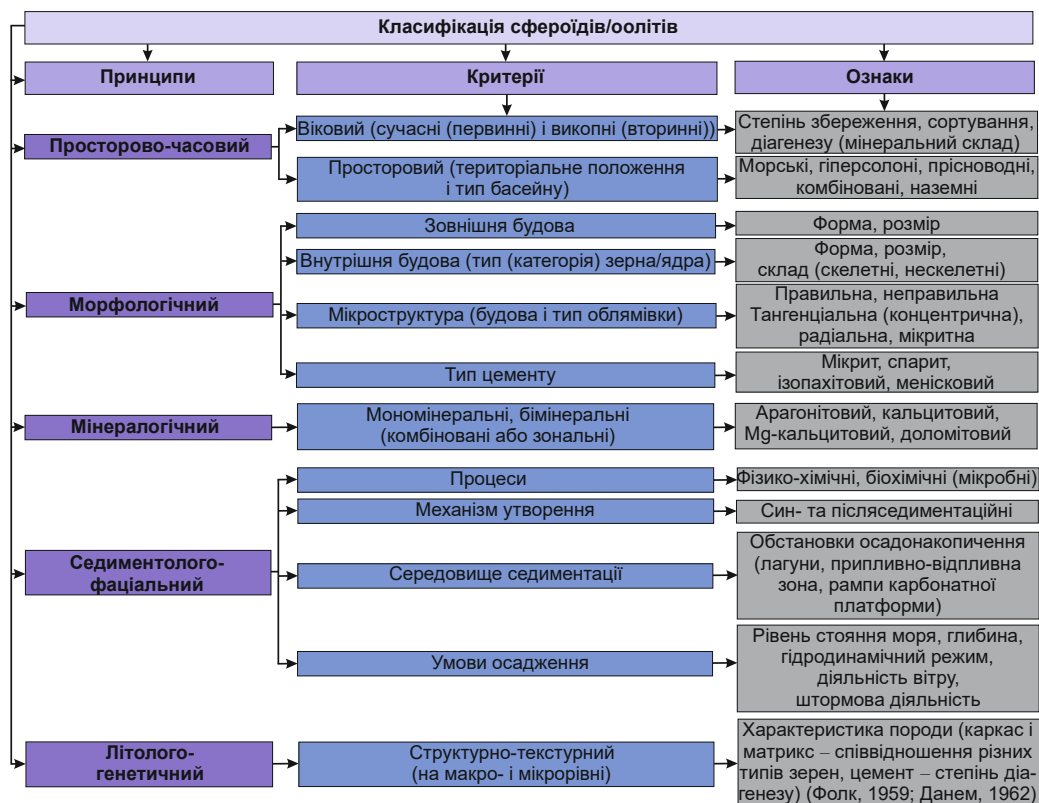 Класифікація сфероїдів/оолітів
Принципи
Критерії
Ознаки
Просторово-часовий
Віковий (сучасні (первинні) і викопні (вторинні))
Степінь збереження, сортування,
діагенезу (мінеральний склад)
Просторовий (територіальне положення
і тип басейну)
Морські, гіперсолоні, прісноводні,
комбіновані, наземні
Морфологічний
Зовнішня будова
Форма, розмір
Внутрішня будова (тип (категорія) зерна/ядра)
Форма, розмір,
склад (скелетні, нескелетні)
Мікроструктура (будова і тип облямівки)
Правильна, неправильна
Тангенціальна (концентрична),
радіальна, мікритна
Тип цементу
Мікрит, спарит,
ізопахітовий, менісковий
Мінералогічний
Мономінеральні, бімінеральні
(комбіновані або зональні)
Арагонітовий, кальцитовий,
Mg-кальцитовий, доломітовий
Седиментолого-
фаціальний
Процеси
Фізико-хімічні, біохімічні (мікробні)
Механізм утворення
Син- та післяседиментаційні
Середовище седиментації
Обстановки осадонакопичення
(лагуни, припливно-відпливна
зона, рампи карбонатної
платформи)
Умови осадження
Рівень стояння моря, глибина,
гідродинамічний режим,
діяльність вітру,
штормова діяльність
Літолого-
генетичний
Структурно-текстурний
(на макро- і мікрорівні)
Характеристика породи (каркас і
матрикс – співвідношення різних
типів зерен, цемент – степінь діа-
генезу) (Фолк, 1959; Данем, 1962)